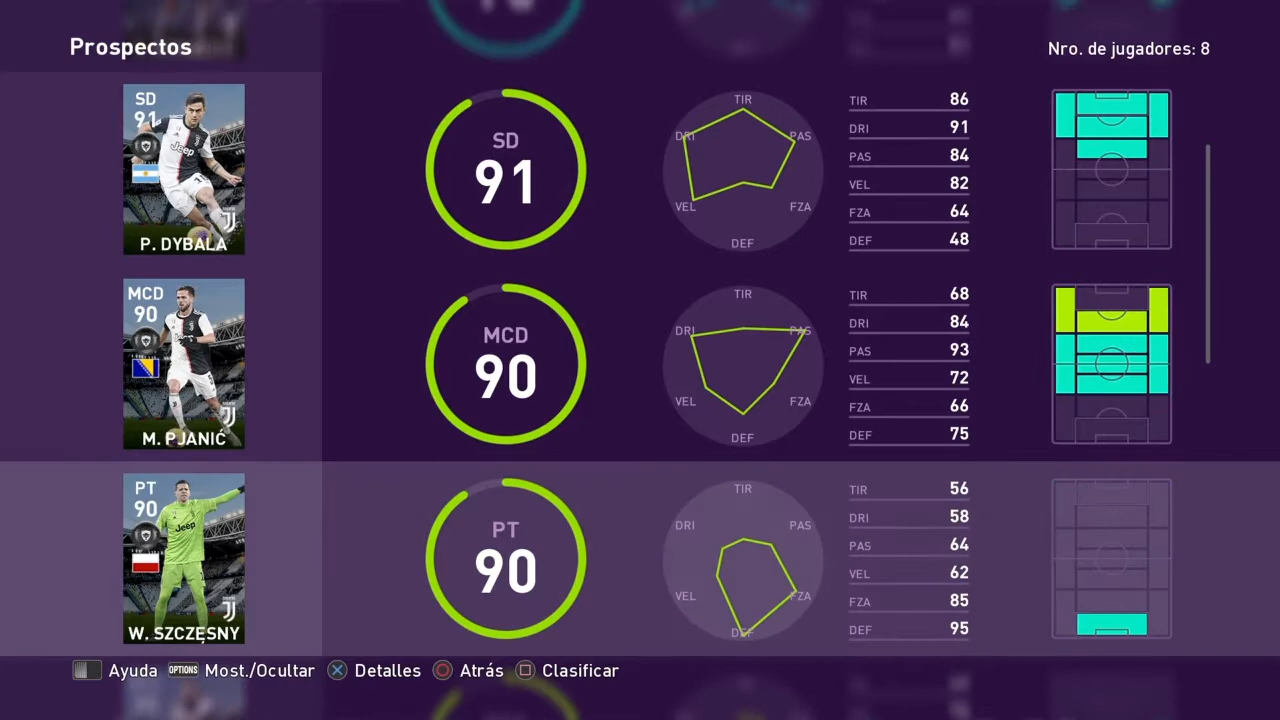 Prospectos
Nro. de jugadores: 8
SD
91
Jeep
P. DYBALA
SD
91
TIR
DRI
PAS
VEL
FZA
DEF
TIR 86
DRI 91
PAS 84
VEL 82
FZA 64
DEF 48
MCD
90
M. PJANIĆ
MCD
90
TIR
DRI
PAS
VEL
FZA
DEF
TIR 68
DRI 84
PAS 93
VEL 72
FZA 66
DEF 75
PT
90
Jeep
W. SZCZĘSNY
PT
90
TIR
DRI
PAS
VEL
FZA
DEF
TIR 56
DRI 58
PAS 64
VEL 62
FZA 85
DEF 95
Ayuda OPTIONS Most./Ocultar Detalles Atrás Clasificar